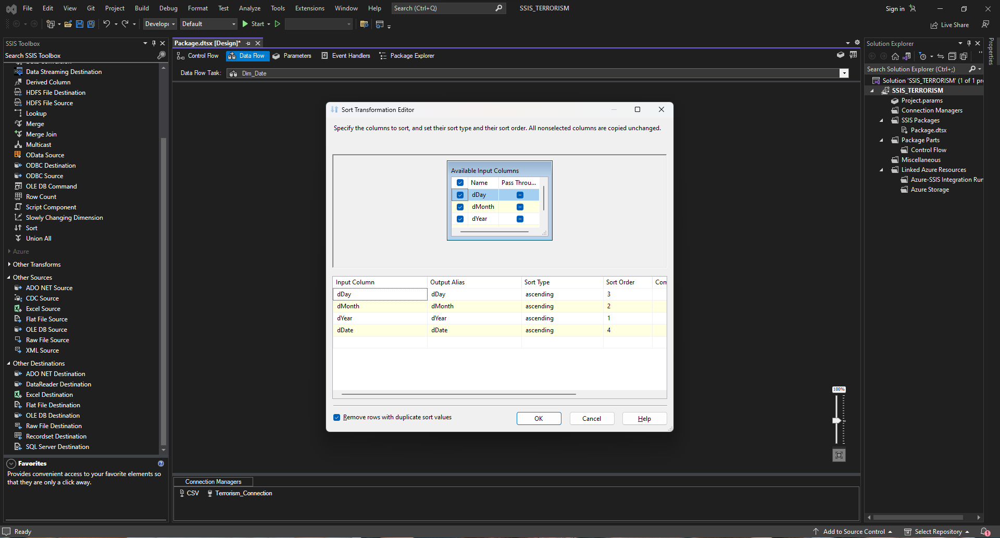 File Edit View Git Project Build Debug Format Test Analyze Tools Extensions Window Help Search (Ctrl+Q) SSIS_TERRORISM Sign in
Developı Default Start Live Share
SSIS Toolbox
Search SSIS Toolbox
Data Streaming Destination
Derived Column
HDFS File Destination
HDFS File Source
Lookup
Merge
Merge Join
Multicast
OData Source
ODBC Destination
ODBC Source
OLE DB Command
Row Count
Script Component
Slowly Changing Dimension
Sort
Union All
Azure
Other Transforms
Other Sources
ADO NET Source
CDC Source
Excel Source
Flat File Source
OLE DB Source
Raw File Source
XML Source
Other Destinations
ADO NET Destination
DataReader Destination
Excel Destination
Flat File Destination
OLE DB Destination
Raw File Destination
Recordset Destination
SQL Server Destination
Favorites
Provides convenient access to your favorite elements so
that they are only a click away.
Package.dtsx [Design]*
Control Flow Data Flow Parameters Event Handlers Package Explorer
Data Flow Task: Dim_Date
Sort Transformation Editor
Specify the columns to sort, and set their sort type and their sort order. All nonselected columns are copied unchanged.
Available Input Columns
Name Pass Throu...
dDay
dMonth
dYear
Input Column Output Alias Sort Type Sort Order Com
dDay dDay ascending 3
dMonth dMonth ascending 2
dYear dYear ascending 1
dDate dDate ascending 4
Remove rows with duplicate sort values OK Cancel Help
100%
Connection Managers
CSV Terrorism_Connection
Solution Explorer
Search Solution Explorer (Ctrl+;)
Solution 'SSIS_TERRORISM' (1 of 1 pr
SSIS_TERRORISM
Project.params
Connection Managers
SSIS Packages
Package.dtsx
Package Parts
Control Flow
Miscellaneous
Linked Azure Resources
Azure-SSIS Integration Run
Azure Storage
Properties
Ready Add to Source Control Select Repository 1